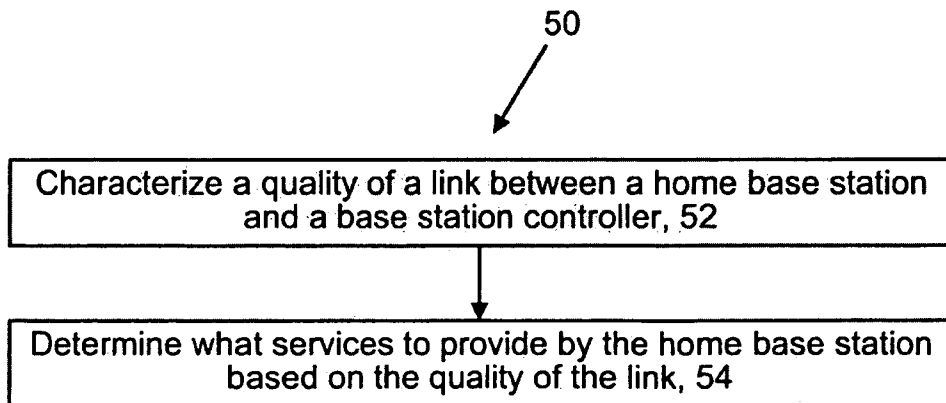 50
Characterize a quality of a link between a home base station
and a base station controller, 52
Determine what services to provide by the home base station
based on the quality of the link, 54